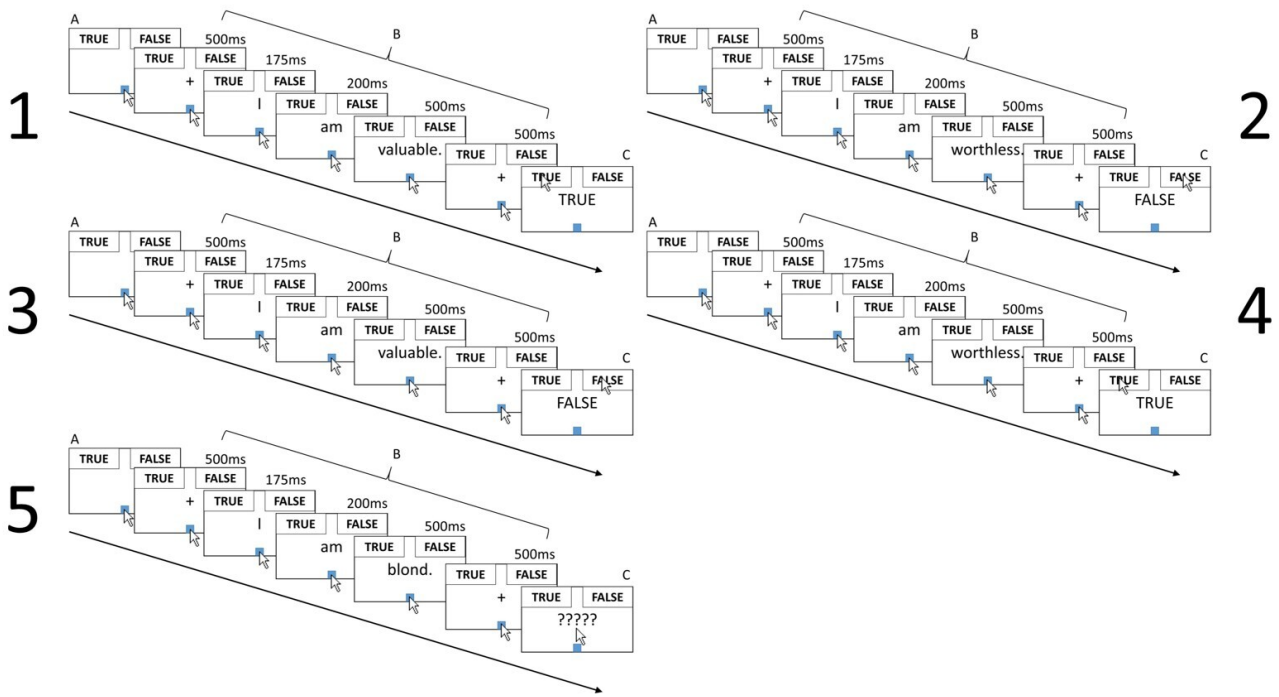 1
A
B
TRUE FALSE
500ms
TRUE FALSE
+
175ms
TRUE FALSE
I
200ms
TRUE FALSE
am
500ms
TRUE FALSE
valuable.
500ms
TRUE FALSE
+
C
TRUE FALSE
TRUE
2
A
B
TRUE FALSE
500ms
TRUE FALSE
+
175ms
TRUE FALSE
I
200ms
TRUE FALSE
am
500ms
TRUE FALSE
worthless.
500ms
TRUE FALSE
+
C
TRUE FALSE
FALSE
3
A
B
TRUE FALSE
500ms
TRUE FALSE
+
175ms
TRUE FALSE
I
200ms
TRUE FALSE
am
500ms
TRUE FALSE
valuable.
500ms
TRUE FALSE
+
C
TRUE FALSE
FALSE
4
A
B
TRUE FALSE
500ms
TRUE FALSE
+
175ms
TRUE FALSE
I
200ms
TRUE FALSE
am
500ms
TRUE FALSE
worthless.
500ms
TRUE FALSE
+
C
TRUE FALSE
TRUE
5
A
B
TRUE FALSE
500ms
TRUE FALSE
+
175ms
TRUE FALSE
I
200ms
TRUE FALSE
am
500ms
TRUE FALSE
blond.
500ms
TRUE FALSE
+
C
TRUE FALSE
?????